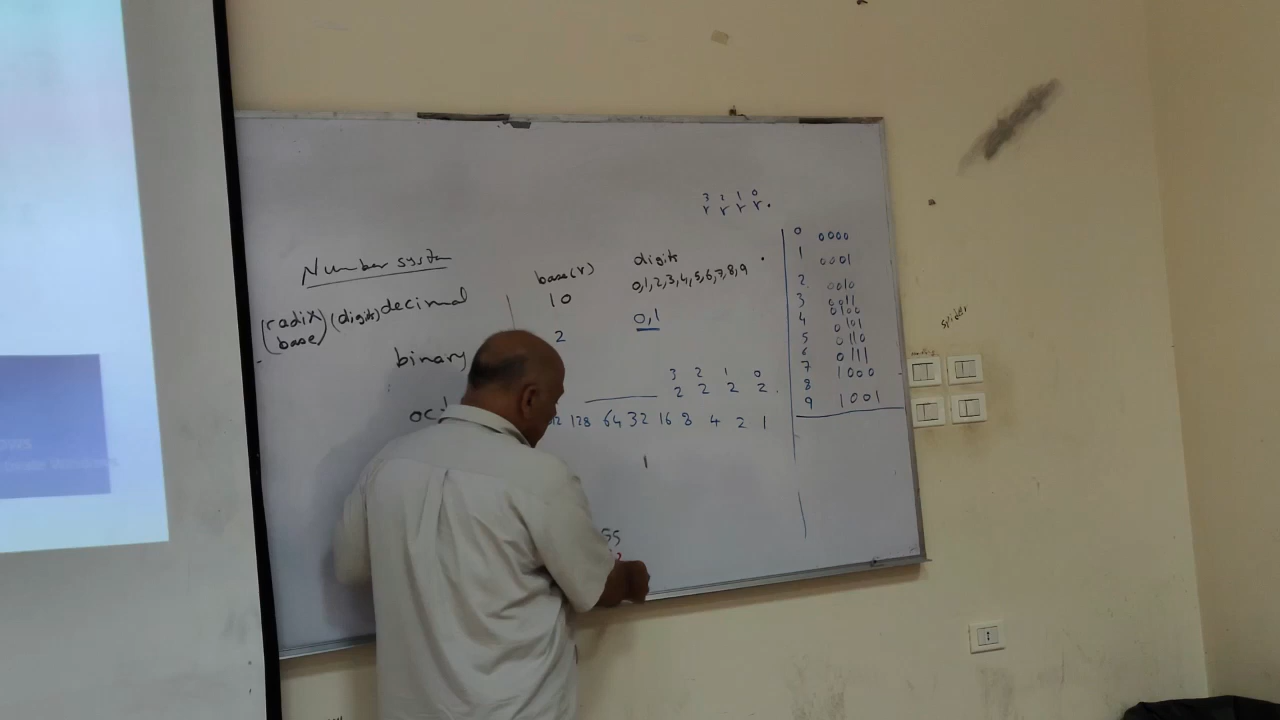 3 2 1 0
r r r r .
Number system
base(r)
digits
(radix base) (digits) decimal
10
0,1,2,3,4,5,6,7,8,9
binary
2
0,1
3 2 1 0
2 2 2 2 .
128 64 32 16 8 4 2 1
1
0 0000
1 0001
2 0010
3 0011
4 0100
5 0101
6 0110
7 0111
8 1000
9 1001